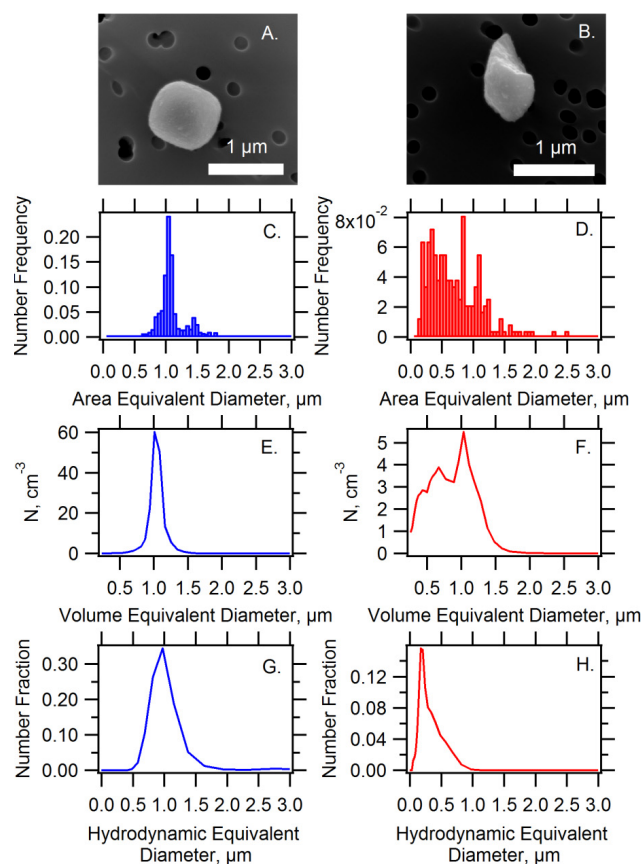 A.
1 µm
B.
1 µm
C.
Number Frequency
0.20
0.15
0.10
0.05
0.00
0.0 0.5 1.0 1.5 2.0 2.5 3.0
Area Equivalent Diameter, µm
D.
Number Frequency
8x10-2
6
4
2
0
0.0 0.5 1.0 1.5 2.0 2.5 3.0
Area Equivalent Diameter, µm
E.
N, cm-3
60
40
20
0
0.5 1.0 1.5 2.0 2.5 3.0
Volume Equivalent Diameter, µm
F.
N, cm-3
5
4
3
2
1
0
0.5 1.0 1.5 2.0 2.5 3.0
Volume Equivalent Diameter, µm
G.
Number Fraction
0.30
0.20
0.10
0.00
0.0 0.5 1.0 1.5 2.0 2.5 3.0
Hydrodynamic Equivalent
Diameter, µm
H.
Number Fraction
0.12
0.08
0.04
0.00
0.0 0.5 1.0 1.5 2.0 2.5 3.0
Hydrodynamic Equivalent
Diameter, µm